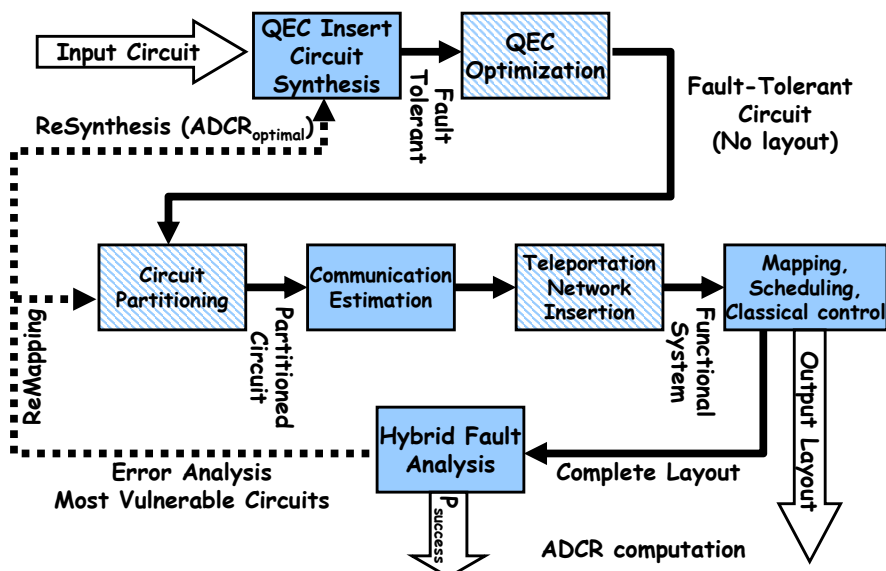 Input Circuit
QEC Insert
Circuit
Synthesis
Fault
Tolerant
QEC
Optimization
Fault-Tolerant
Circuit
(No layout)
ReSynthesis (ADCRoptimal)
Circuit
Partitioning
Partitioned
Circuit
Communication
Estimation
Teleportation
Network
Insertion
Functional
System
Mapping,
Scheduling,
Classical control
ReMapping
Output Layout
Hybrid Fault
Analysis
Complete Layout
Error Analysis
Most Vulnerable Circuits
Psuccess
ADCR computation